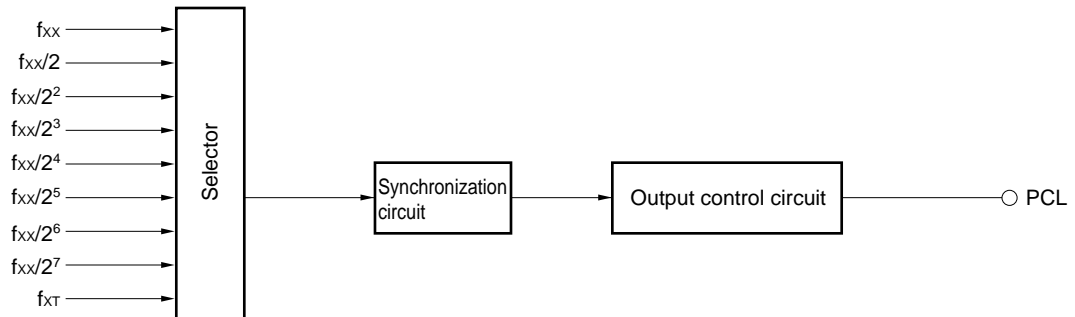 fXX
fXX/2
fXX/2²
fXX/2³
fXX/2⁴
fXX/2⁵
fXX/2⁶
fXX/2⁷
fXT
Selector
Synchronization
circuit
Output control circuit
PCL